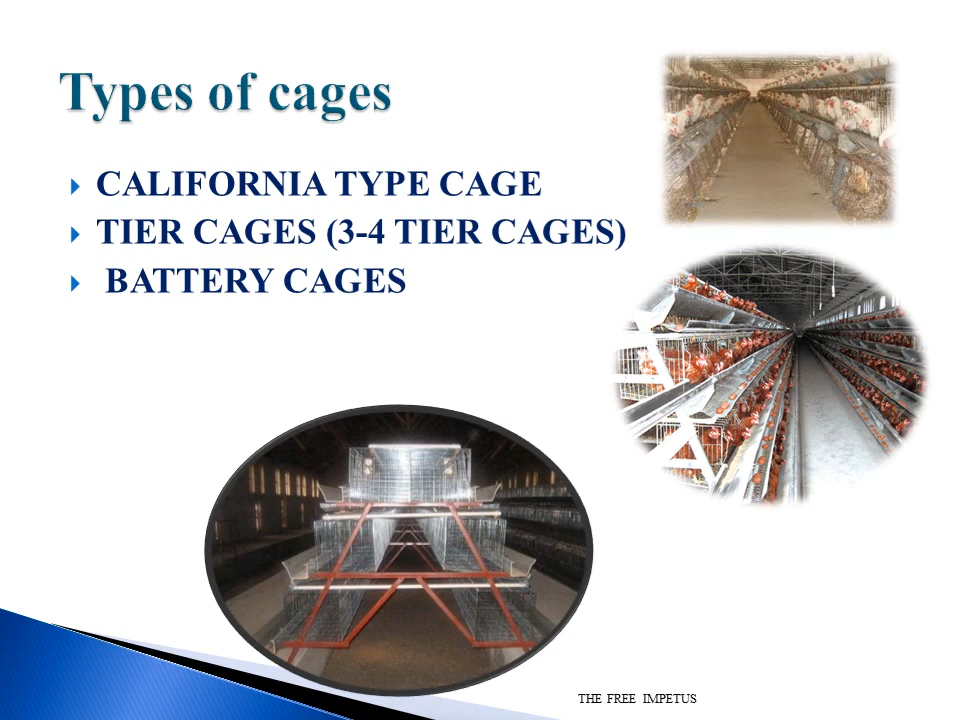 Types of cages
CALIFORNIA TYPE CAGE
TIER CAGES (3-4 TIER CAGES)
BATTERY CAGES
THE FREE IMPETUS